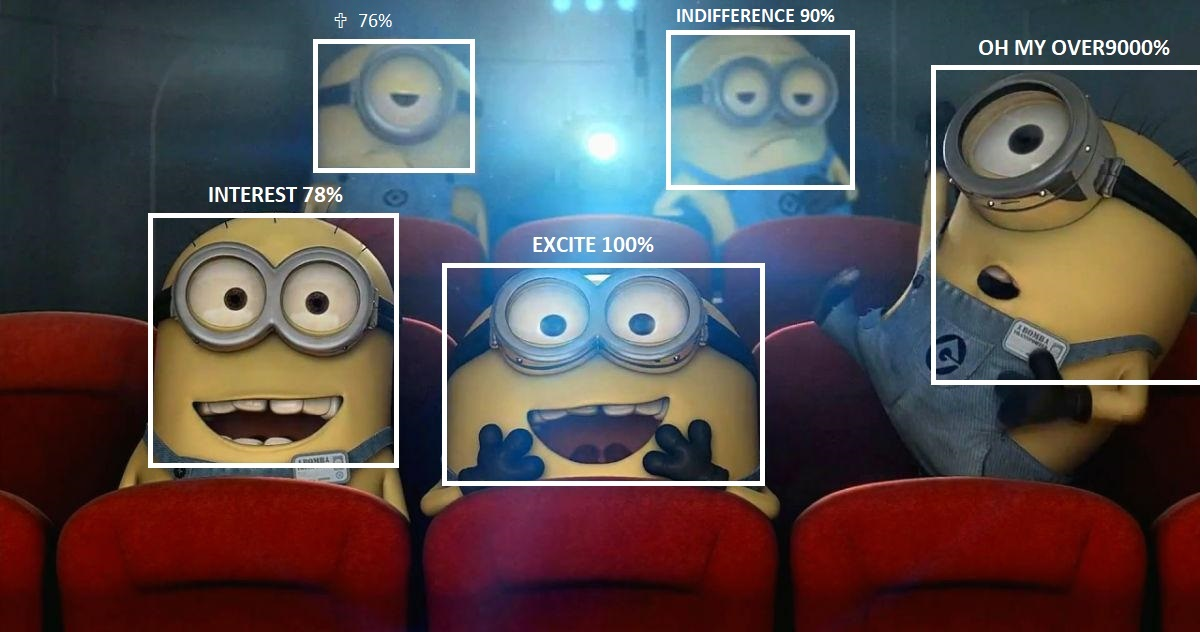 ✞ 76%
INDIFFERENCE 90%
OH MY OVER9000%
INTEREST 78%
EXCITE 100%